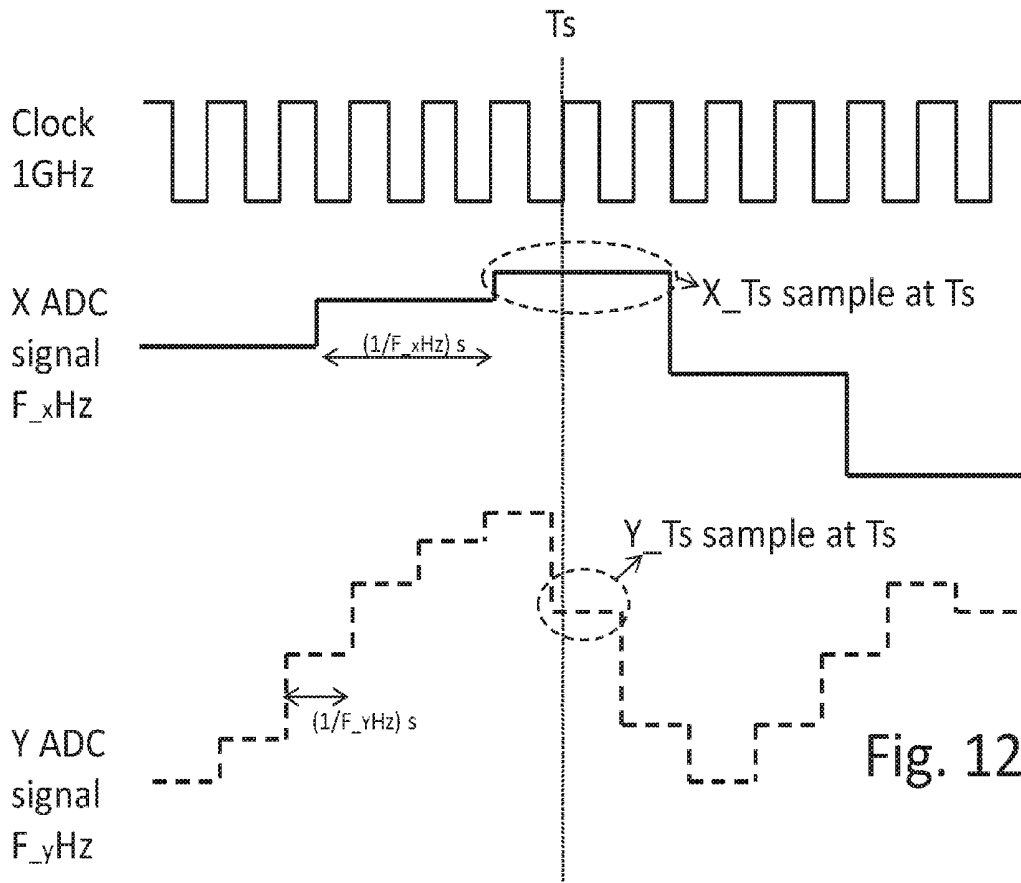 Ts
Clock
1GHz
X ADC
signal
F_xHz
X_Ts sample at Ts
(1/F_xHz) s
Y_Ts sample at Ts
(1/F_YHz) s
Y ADC
signal
F_yHz
Fig. 12